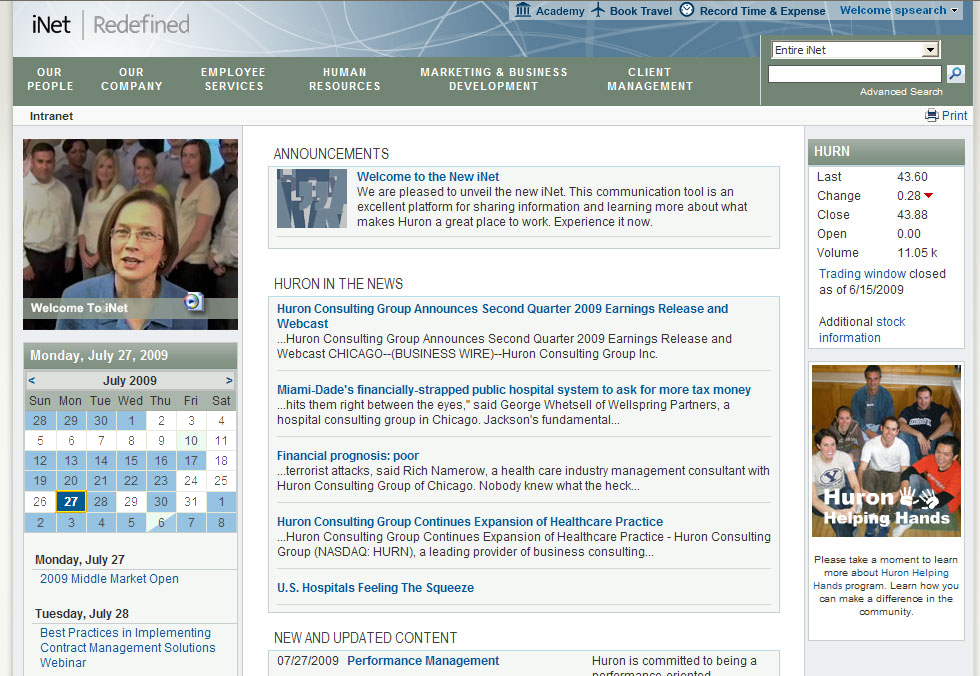 iNet | Redefined
Academy Book Travel Record Time & Expense Welcome spsearch
Entire iNet
Advanced Search
OUR PEOPLE
OUR COMPANY
EMPLOYEE SERVICES
HUMAN RESOURCES
MARKETING & BUSINESS DEVELOPMENT
CLIENT MANAGEMENT
Intranet
Print
Welcome To iNet
Monday, July 27, 2009
< July 2009 >
Sun Mon Tue Wed Thu Fri Sat
28 29 30 1 2 3 4
5 6 7 8 9 10 11
12 13 14 15 16 17 18
19 20 21 22 23 24 25
26 27 28 29 30 31 1
2 3 4 5 6 7 8
Monday, July 27
2009 Middle Market Open
Tuesday, July 28
Best Practices in Implementing
Contract Management Solutions
Webinar
ANNOUNCEMENTS
Welcome to the New iNet
We are pleased to unveil the new iNet. This communication tool is an
excellent platform for sharing information and learning more about what
makes Huron a great place to work. Experience it now.
HURON IN THE NEWS
Huron Consulting Group Announces Second Quarter 2009 Earnings Release and
Webcast
...Huron Consulting Group Announces Second Quarter 2009 Earnings Release and
Webcast CHICAGO--(BUSINESS WIRE)--Huron Consulting Group Inc.
Miami-Dade's financially-strapped public hospital system to ask for more tax money
...hits them right between the eyes," said George Whetsell of Wellspring Partners, a
hospital consulting group in Chicago. Jackson's fundamental...
Financial prognosis: poor
...terrorist attacks, said Rich Namerow, a health care industry management consultant with
Huron Consulting Group of Chicago. Nobody knew what the heck...
Huron Consulting Group Continues Expansion of Healthcare Practice
...Huron Consulting Group Continues Expansion of Healthcare Practice - Huron Consulting
Group (NASDAQ: HURN), a leading provider of business consulting...
U.S. Hospitals Feeling The Squeeze
NEW AND UPDATED CONTENT
07/27/2009 Performance Management Huron is committed to being a
performance-oriented
HURN
Last 43.60
Change 0.28
Close 43.88
Open 0.00
Volume 11.05 k
Trading window closed
as of 6/15/2009
Additional stock
information
Huron
Helping Hands
Please take a moment to learn
more about Huron Helping
Hands program. Learn how you
can make a difference in the
community.